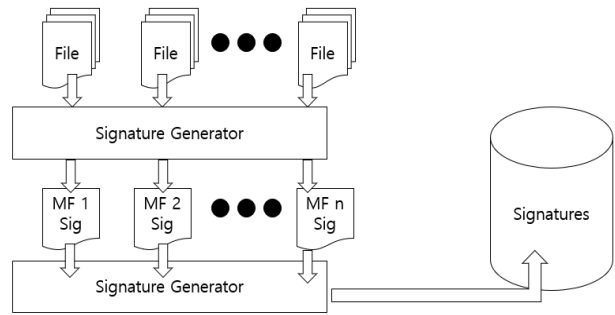 File
File
File
Signature Generator
MF 1
Sig
MF 2
Sig
MF n
Sig
Signatures
Signature Generator